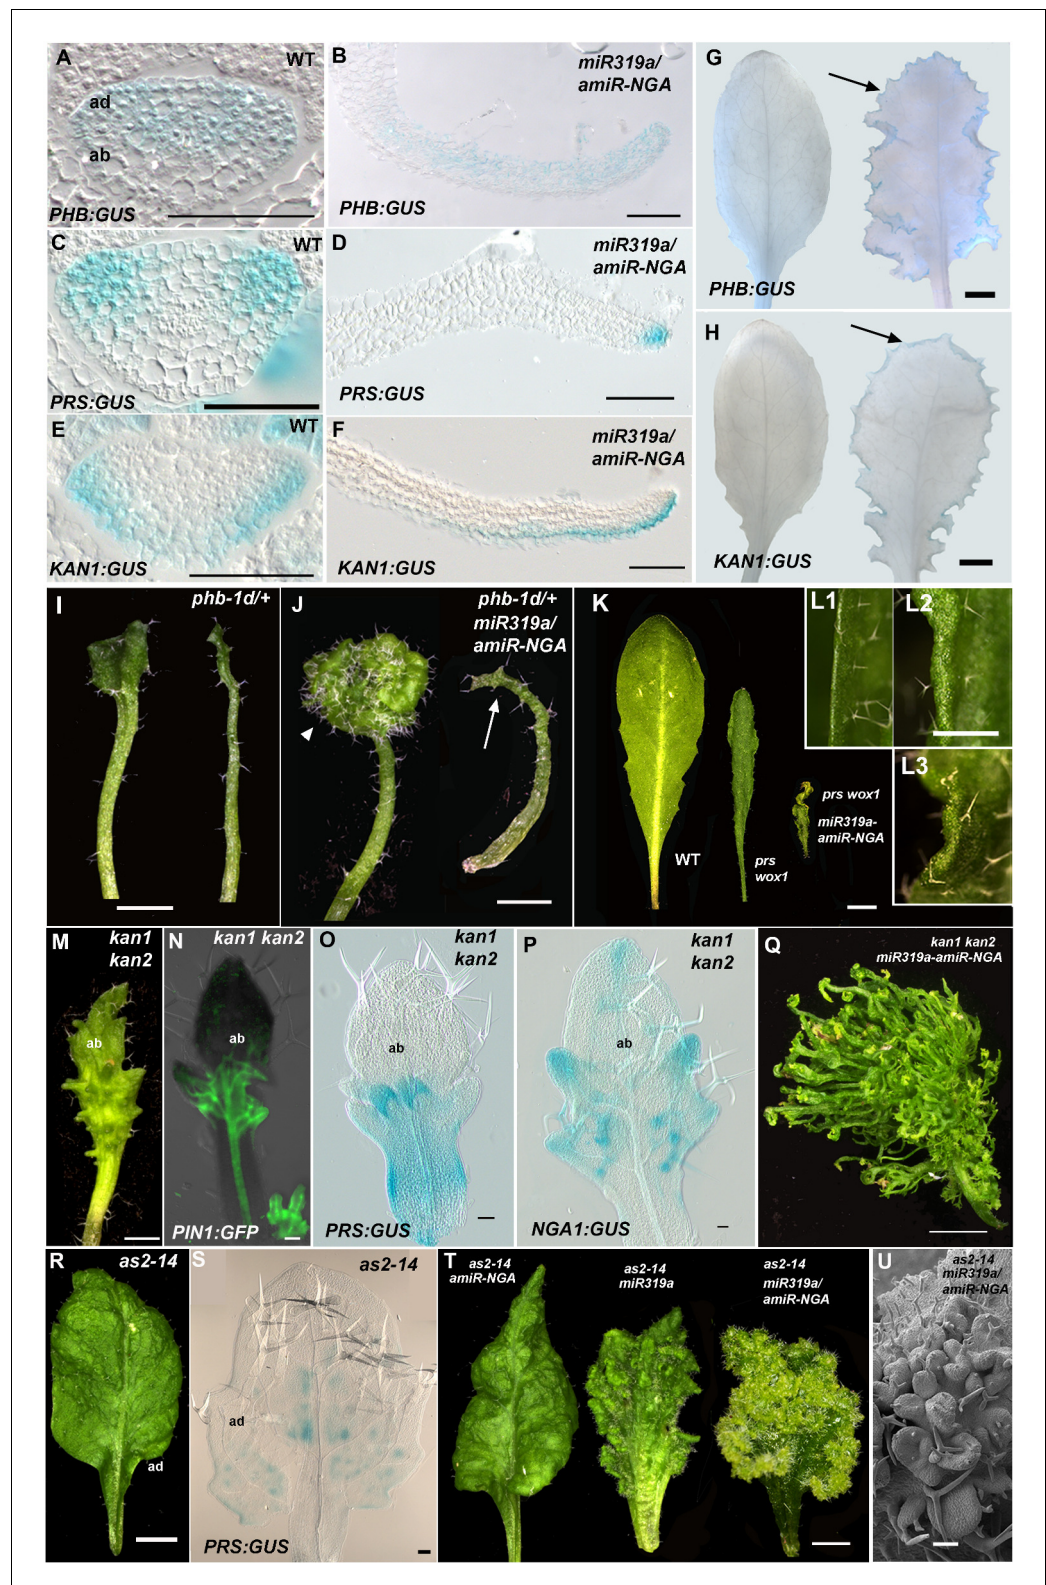 A
WT
ad
ab
PHB:GUS
B
miR319a/
amiR-NGA
PHB:GUS
G
PHB:GUS
C
WT
PRS:GUS
D
miR319a/
amiR-NGA
PRS:GUS
H
KAN1:GUS
E
WT
KAN1:GUS
F
miR319a/
amiR-NGA
KAN1:GUS
I
phb-1d/+
J
phb-1d/+
miR319a/
amiR-NGA
K
WT
prs
wox1
prs wox1
miR319a-
amiR-NGA
L1
L2
L3
M
kan1
kan2
ab
N
kan1 kan2
ab
PIN1:GFP
O
kan1
kan2
ab
PRS:GUS
P
kan1
kan2
ab
NGA1:GUS
Q
kan1 kan2
miR319a-amiR-NGA
R
as2-14
ad
S
as2-14
ad
PRS:GUS
T
as2-14
amiR-NGA
as2-14
miR319a
as2-14
miR319a/
amiR-NGA
U
as2-14
miR319a/
amiR-NGA